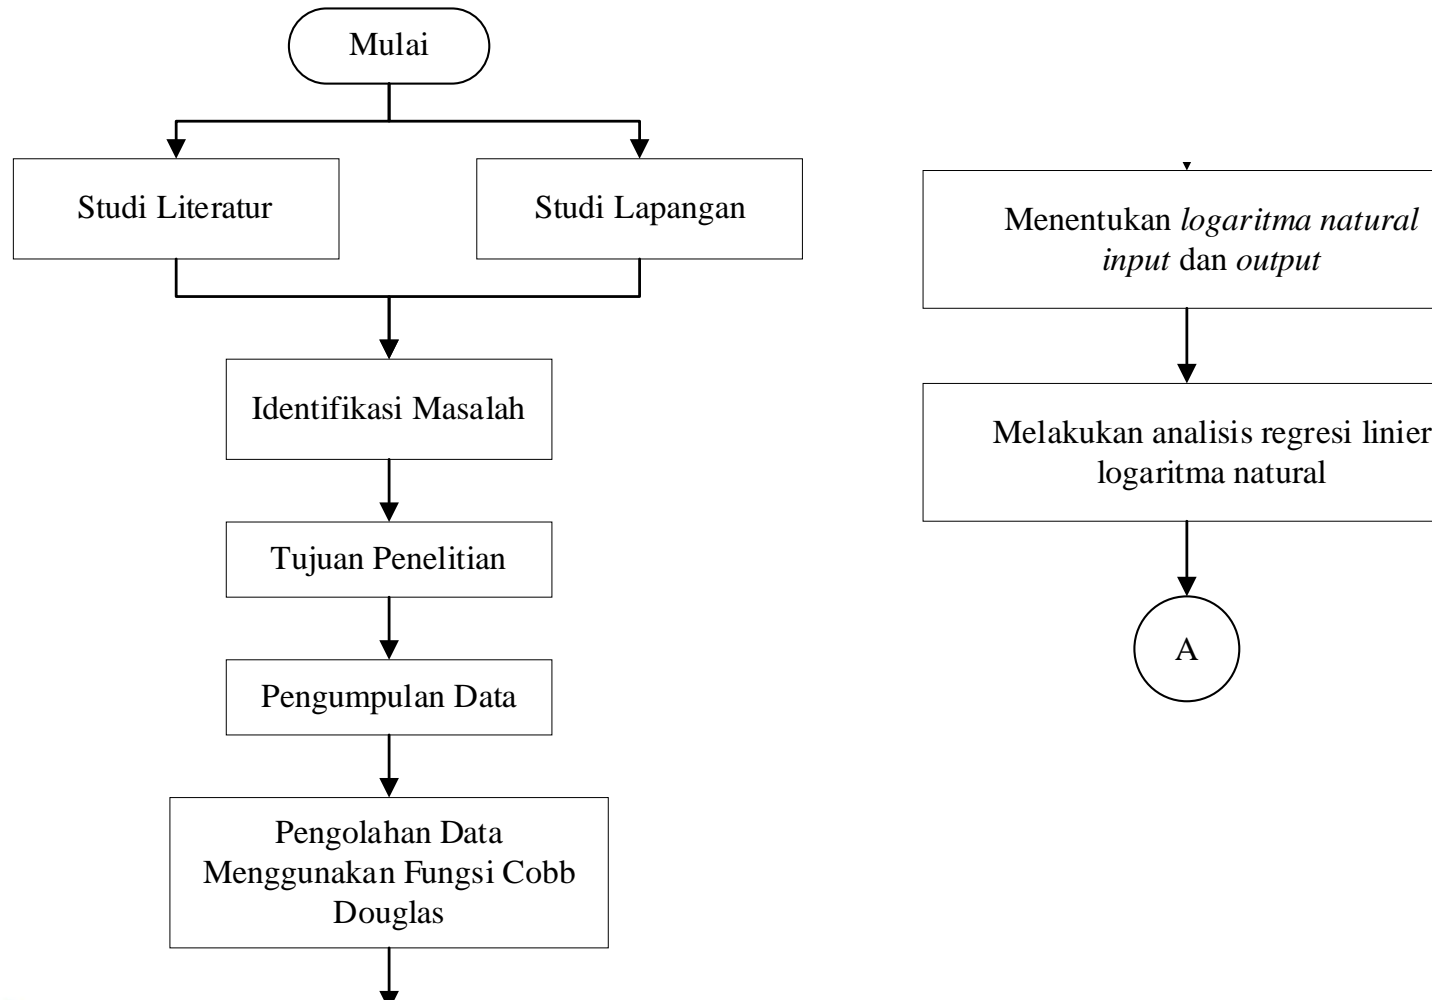 Mulai
Studi Literatur
Studi Lapangan
Identifikasi Masalah
Tujuan Penelitian
Pengumpulan Data
Pengolahan Data
Menggunakan Fungsi Cobb
Douglas
Menentukan logaritma natural
input dan output
Melakukan analisis regresi linier
logaritma natural
A